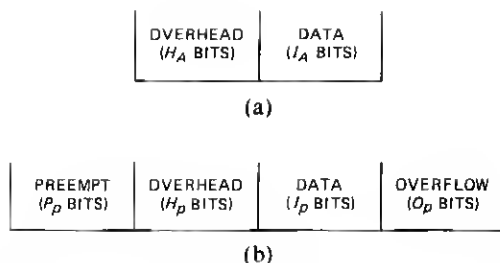 OVERHEAD DATA
(H_A BITS) (I_A BITS)
(a)
PREEMPT OVERHEAD DATA OVERFLOW
(P_p BITS) (H_p BITS) (I_p BITS) (O_p BITS)
(b)